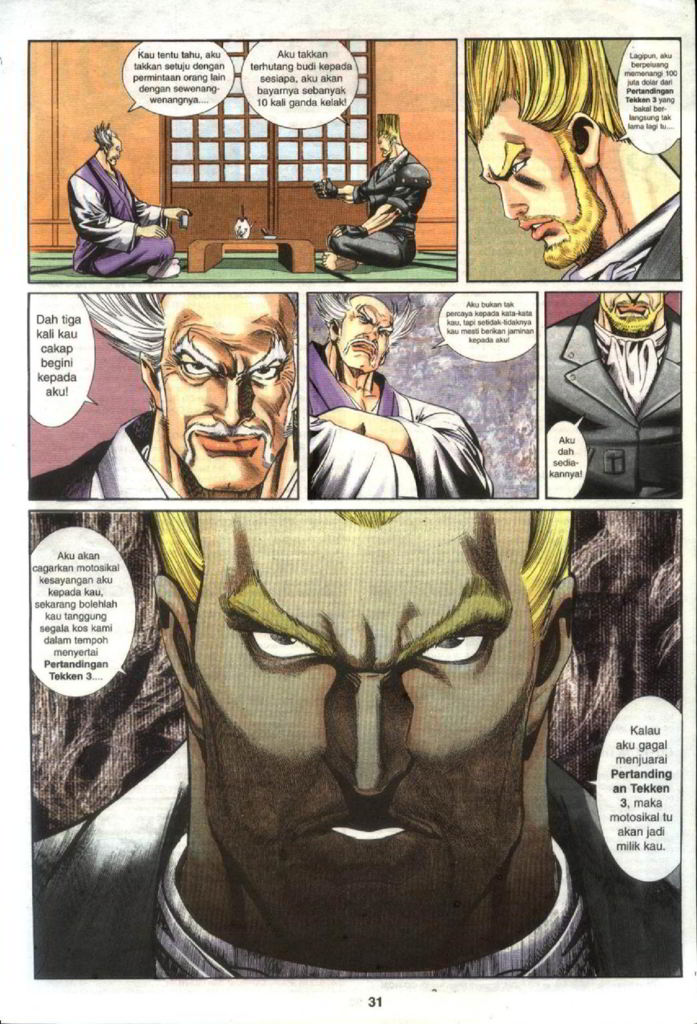 Kau tentu tahu, aku
takkan setuju dengan
permintaan orang lain
dengan sewenang-
wenangnya....
Aku takkan
terhutang budi kepada
sesiapa, aku akan
bayarnya sebanyak
10 kali ganda kelak!
Lagipun, aku
berpeluang
memenangi 100
juta dolar dari
Pertandingan
Tekken 3 yang
bakal ber-
langsung tak
lama lagi tu....
Dah tiga
kali kau
cakap
begini
kepada
aku!
Aku bukan tak
percaya kepada kata-kata
kau, tapi setidak-tidaknya
kau mesti berikan jaminan
kepada aku!
Aku
dah
sedia-
kannya!
Aku akan
cagarkan motosikal
kesayangan aku
kepada kau,
sekarang bolehlah
kau tanggung
segala kos kami
dalam tempoh
menyertai
Pertandingan
Tekken 3....
Kalau
aku gagal
menjuarai
Pertanding
an Tekken
3, maka
motosikal tu
akan jadi
milik kau.
31